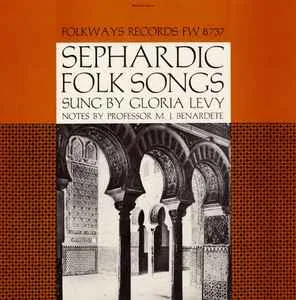 FOLKWAYS RECORDS FW 8737
SEPHARDIC
FOLK SONGS
SUNG BY GLORIA LEVY
NOTES BY PROFESSOR M. J. BENARDETE